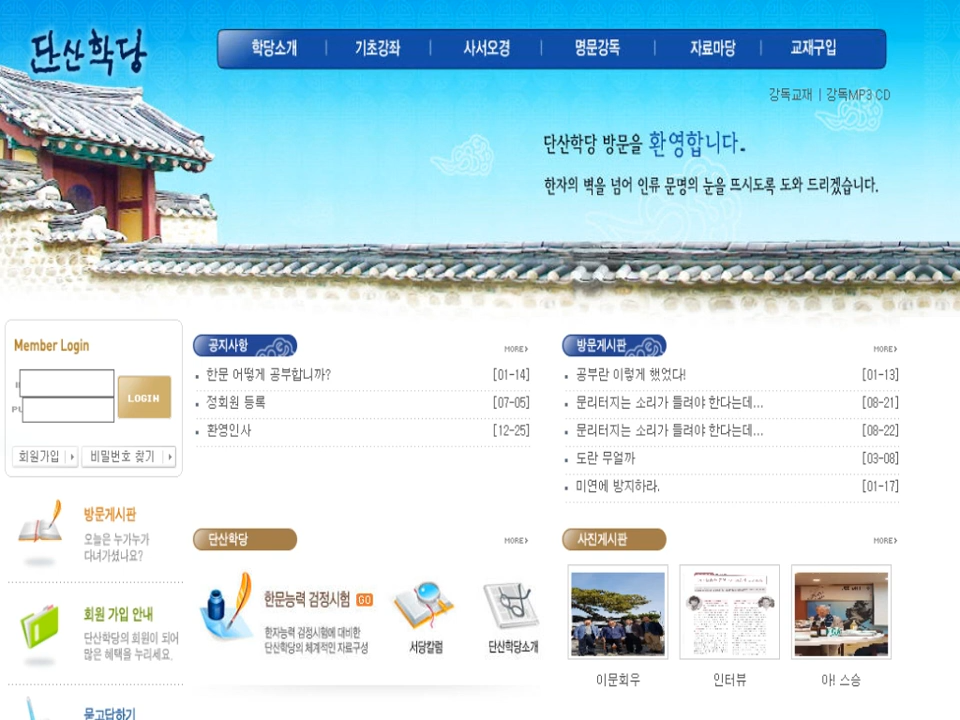 단산학당
학당소개 | 기초강좌 | 사서오경 | 명문강독 | 자료마당 | 교재구입
강독교재 | 강독MP3 CD
단산학당 방문을 환영합니다.
한자의 벽을 넘어 인류 문명의 눈을 뜨시도록 도와 드리겠습니다.
Member Login
LOGIN
회원가입
비밀번호 찾기
공지사항
MORE
한문 어떻게 공부합니까? [01-14]
정회원 등록 [07-05]
환영인사 [12-25]
방문게시판
MORE
공부란 이렇게 했었다! [01-13]
문리터지는 소리가 들려야 한다는데... [08-21]
문리터지는 소리가 들려야 한다는데... [08-22]
도란 무얼까 [03-08]
미연에 방지하라. [01-17]
방문게시판
오늘은 누가누가
다녀가셨나요?
회원 가입 안내
단산학당의 회원이 되어
많은 혜택을 누리세요.
묻고답하기
단산학당
MORE
한문능력 검정시험 GO
한자능력 검정시험에 대비한
단산학당의 체계적인 자료구성
서당칼럼
단산학당소개
사진게시판
MORE
이문회우
인터뷰
아! 스승